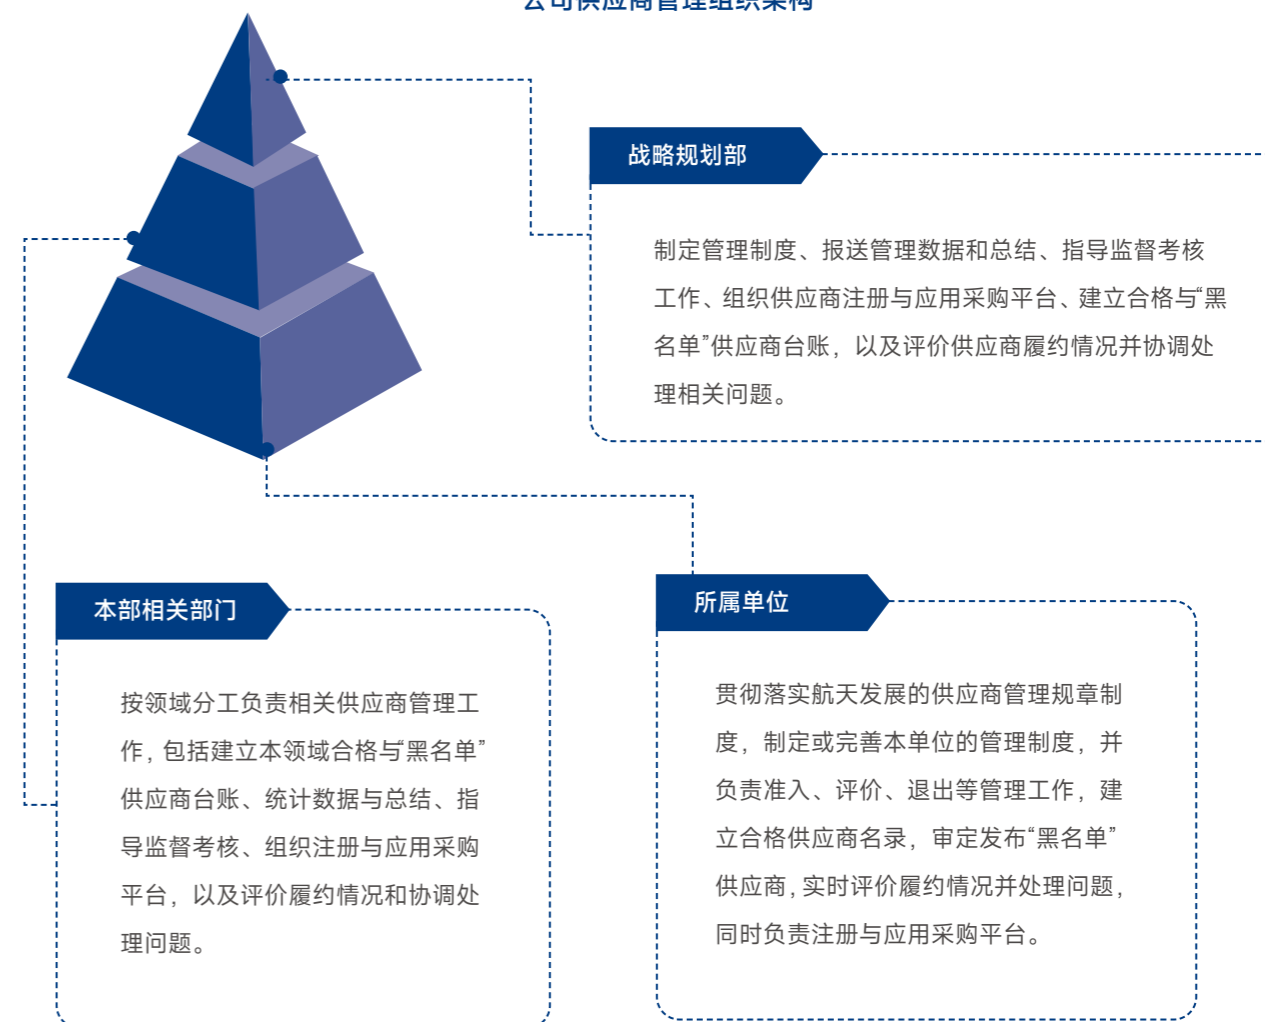 公司供应商管理组织架构
战略规划部
制定管理制度、报送管理数据和总结、指导监督考核
工作、组织供应商注册与应用采购平台、建立合格与“黑
名单”供应商台账，以及评价供应商履约情况并协调处
理相关问题。
本部相关部门
按领域分工负责相关供应商管理工
作，包括建立本领域合格与“黑名单”
供应商台账、统计数据与总结、指
导监督考核、组织注册与应用采购
平台，以及评价履约情况和协调处
理问题。
所属单位
贯彻落实航天发展的供应商管理规章制
度，制定或完善本单位的管理制度，并
负责准入、评价、退出等管理工作，建
立合格供应商名录，审定发布“黑名单”
供应商，实时评价履约情况并处理问题，
同时负责注册与应用采购平台。